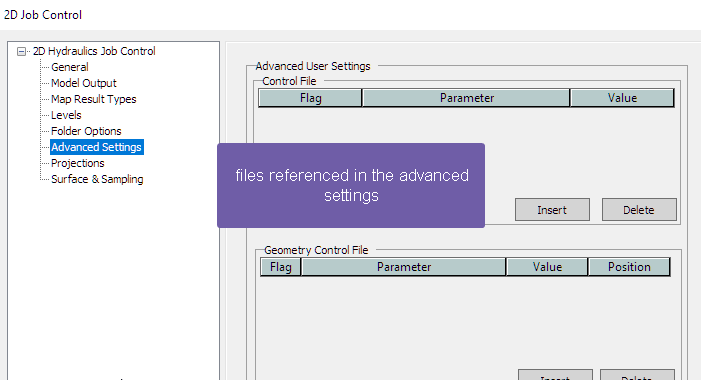 2D Job Control
2D Hydraulics Job Control
General
Model Output
Map Result Types
Levels
Folder Options
Advanced Settings
Projections
Surface & Sampling
Advanced User Settings
Control File
Flag Parameter Value
files referenced in the advanced
settings
Insert Delete
Geometry Control File
Flag Parameter Value Position
Insert Delete